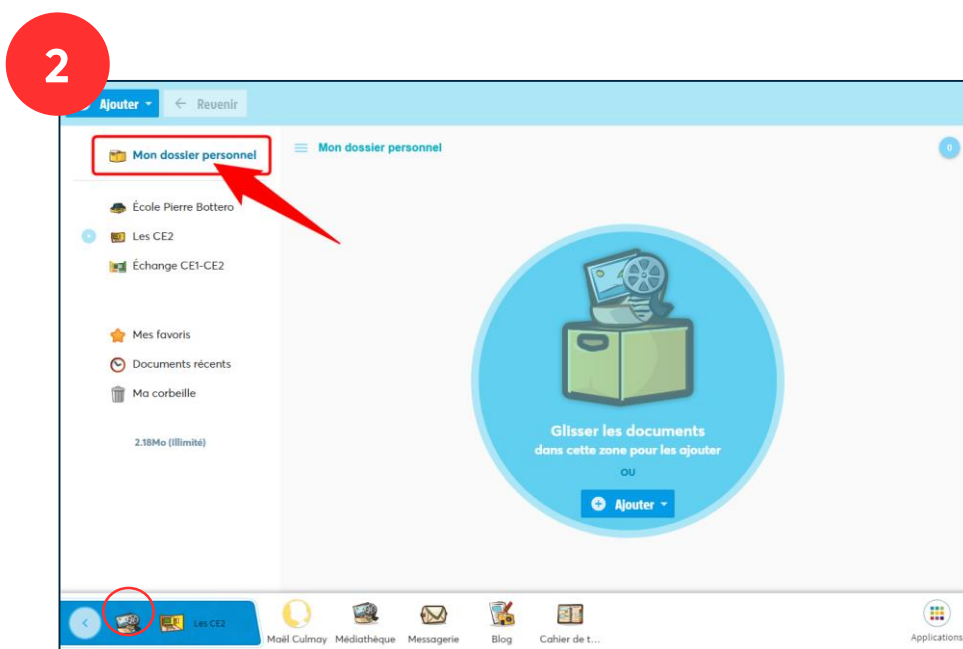 2
Ajouter
← Revenir
Mon dossier personnel
Mon dossier personnel
0
École Pierre Bottero
Les CE2
Échange CE1-CE2
Mes favoris
Documents récents
Ma corbeille
2.18Mo (Illimité)
Glisser les documents
dans cette zone pour les ajouter
OU
Ajouter
Les CE2
Maël Culmay
Médiathèque
Messagerie
Blog
Cahier de t...
Applications